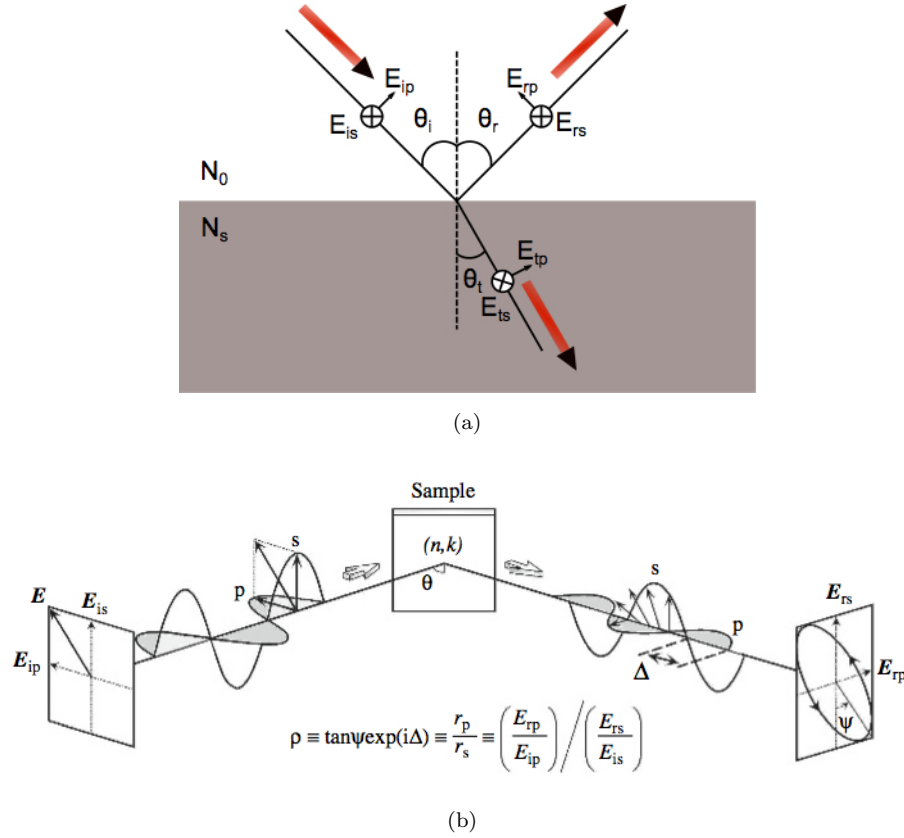 E_ip
E_rp
E_is
θ_i
θ_r
E_rs
N_0
N_s
E_tp
θ_t
E_ts
(a)
Sample
(n,k)
θ
s
p
E
E_is
E_ip
s
p
Δ
E_rs
E_rp
ψ
ρ ≡ tanψexp(iΔ) ≡ r_p/r_s ≡ (E_rp/E_ip)/(E_rs/E_is)
(b)